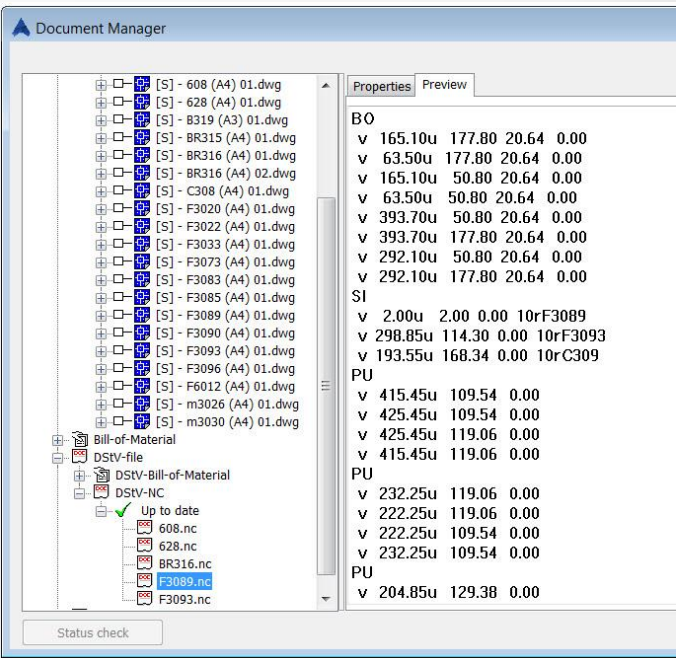 Document Manager
[S] - 608 (A4) 01.dwg
[S] - 628 (A4) 01.dwg
[S] - B319 (A3) 01.dwg
[S] - BR315 (A4) 01.dwg
[S] - BR316 (A4) 01.dwg
[S] - BR316 (A4) 02.dwg
[S] - C308 (A4) 01.dwg
[S] - F3020 (A4) 01.dwg
[S] - F3022 (A4) 01.dwg
[S] - F3033 (A4) 01.dwg
[S] - F3073 (A4) 01.dwg
[S] - F3083 (A4) 01.dwg
[S] - F3085 (A4) 01.dwg
[S] - F3089 (A4) 01.dwg
[S] - F3090 (A4) 01.dwg
[S] - F3093 (A4) 01.dwg
[S] - F3096 (A4) 01.dwg
[S] - F6012 (A4) 01.dwg
[S] - m3026 (A4) 01.dwg
[S] - m3030 (A4) 01.dwg
Bill-of-Material
DStV-file
DStV-Bill-of-Material
DStV-NC
Up to date
608.nc
628.nc
BR316.nc
F3089.nc
F3093.nc
Status check
Properties Preview
BO
v 165.10u 177.80 20.64 0.00
v 63.50u 177.80 20.64 0.00
v 165.10u 50.80 20.64 0.00
v 63.50u 50.80 20.64 0.00
v 393.70u 50.80 20.64 0.00
v 393.70u 177.80 20.64 0.00
v 292.10u 50.80 20.64 0.00
v 292.10u 177.80 20.64 0.00
SI
v 2.00u 2.00 0.00 10rF3089
v 298.85u 114.30 0.00 10rF3093
v 193.55u 168.34 0.00 10rC309
PU
v 415.45u 109.54 0.00
v 425.45u 109.54 0.00
v 425.45u 119.06 0.00
v 415.45u 119.06 0.00
PU
v 232.25u 119.06 0.00
v 222.25u 119.06 0.00
v 222.25u 109.54 0.00
v 232.25u 109.54 0.00
PU
v 204.85u 129.38 0.00